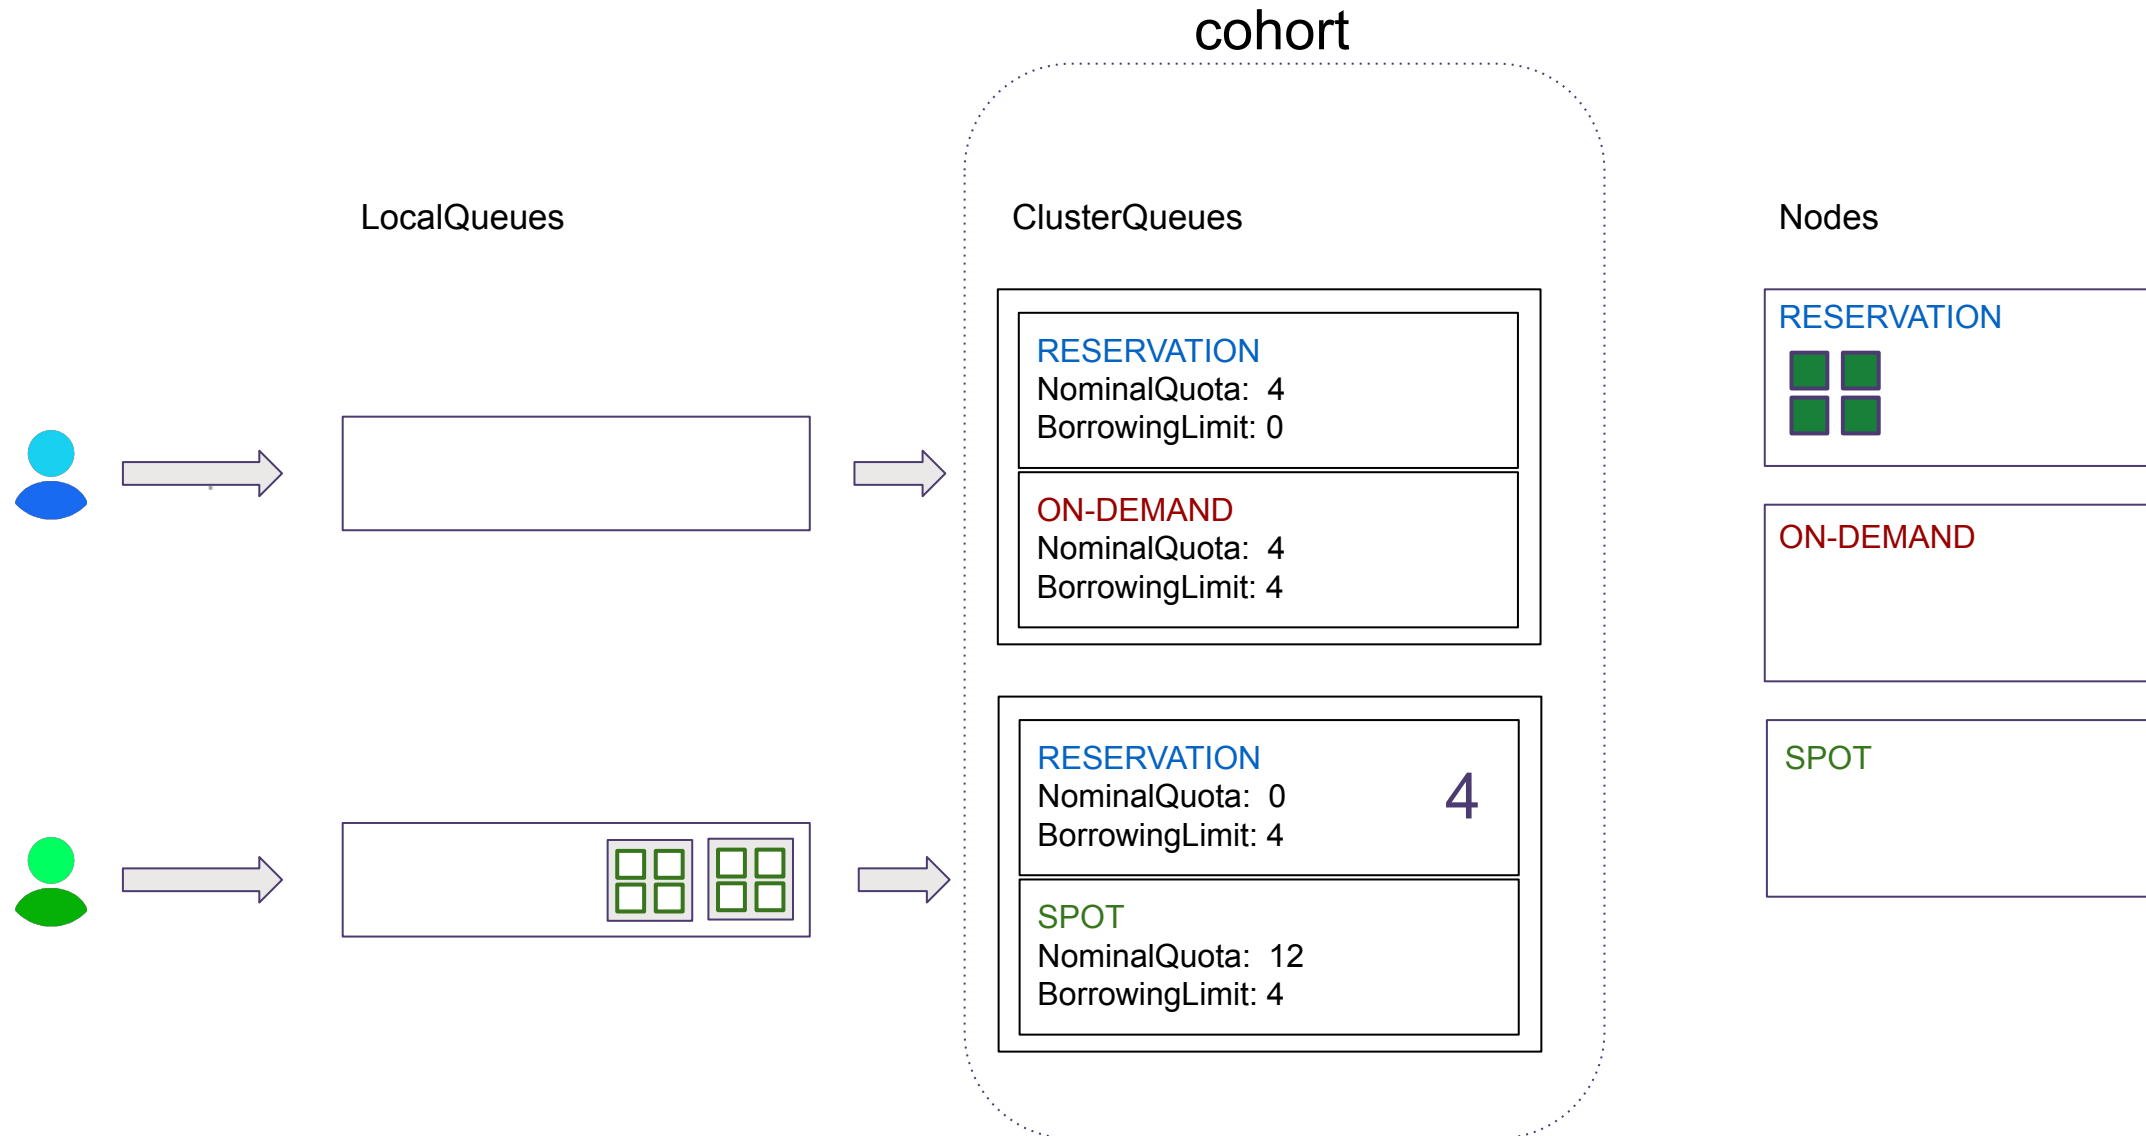 cohort
LocalQueues
ClusterQueues
Nodes
RESERVATION
NominalQuota: 4
BorrowingLimit: 0
ON-DEMAND
NominalQuota: 4
BorrowingLimit: 4
RESERVATION
NominalQuota: 0
BorrowingLimit: 4
4
SPOT
NominalQuota: 12
BorrowingLimit: 4
RESERVATION
ON-DEMAND
SPOT